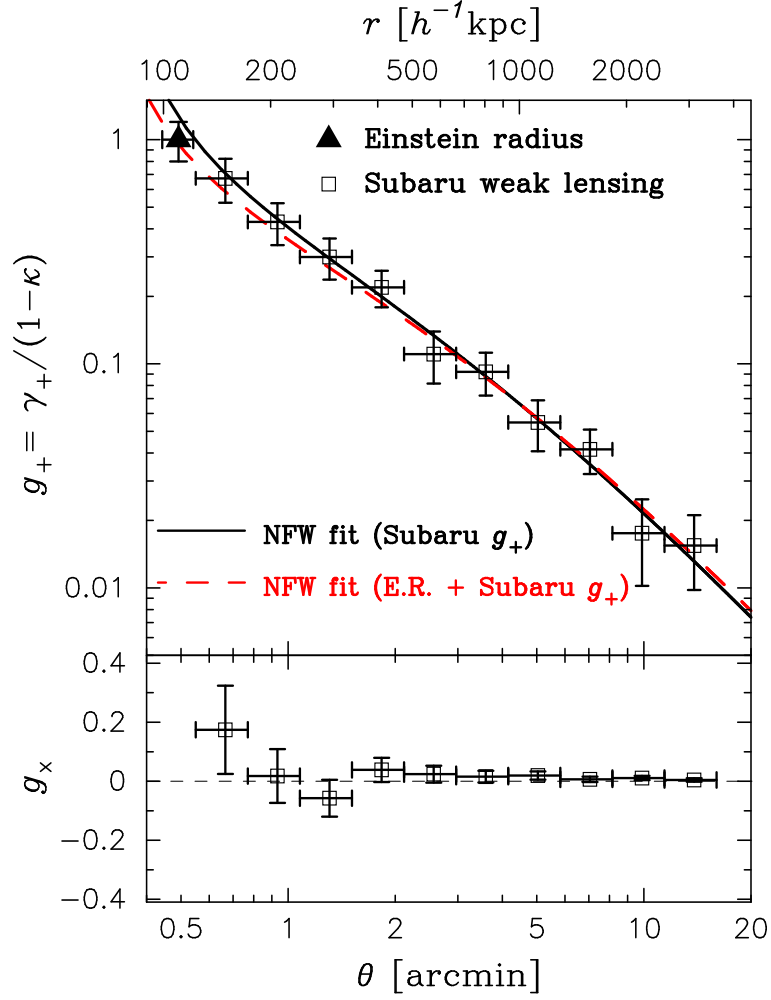 r [h⁻¹kpc]
100 200 500 1000 2000
1
0.1
0.01
g₊= γ₊/(1−κ)
Einstein radius
Subaru weak lensing
NFW fit (Subaru g₊)
NFW fit (E.R. + Subaru g₊)
0.4
0.2
0
−0.2
−0.4
gₓ
0.5 1 2 5 10 20
θ [arcmin]